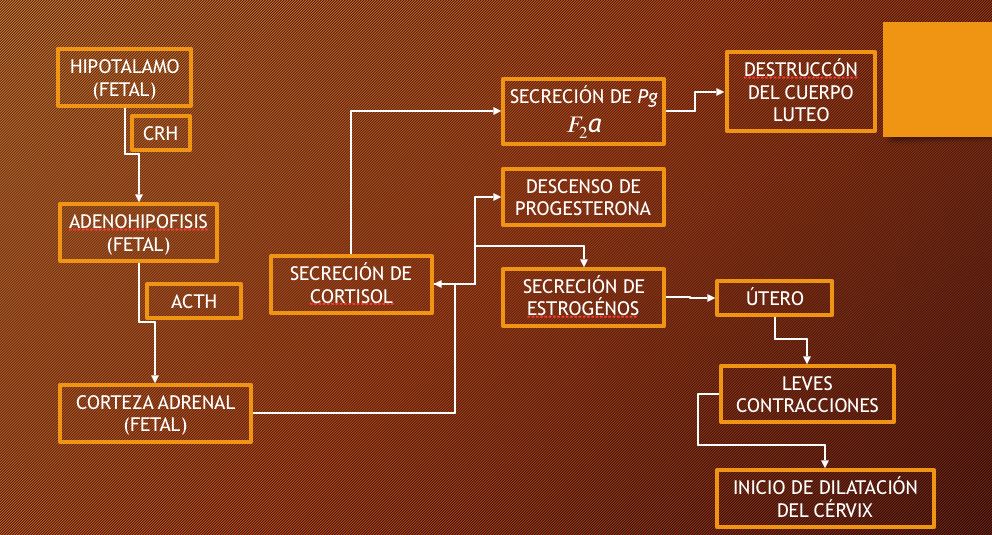 HIPOTALAMO
(FETAL)
CRH
ADENOHIPOFISIS
(FETAL)
ACTH
CORTEZA ADRENAL
(FETAL)
SECRECIÓN DE
CORTISOL
SECRECIÓN DE Pg
F₂a
DESTRUCCÓN
DEL CUERPO
LUTEO
DESCENSO DE
PROGESTERONA
SECRECIÓN DE
ESTROGÉNOS
ÚTERO
LEVES
CONTRACCIONES
INICIO DE DILATACIÓN
DEL CÉRVIX